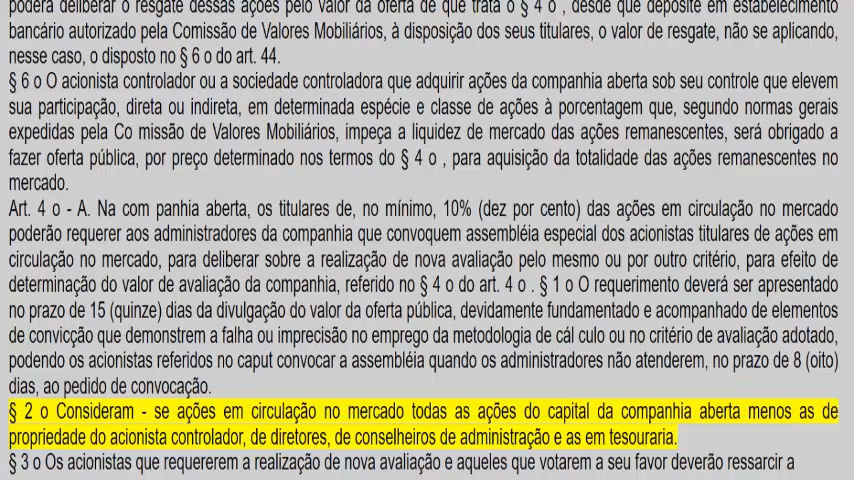 poderá deliberar o resgate dessas ações pelo valor da oferta de que trata o § 4 o , desde que deposite em estabelecimento
bancário autorizado pela Comissão de Valores Mobiliários, à disposição dos seus titulares, o valor de resgate, não se aplicando,
nesse caso, o disposto no § 6 o do art. 44.
§ 6 o O acionista controlador ou a sociedade controladora que adquirir ações da companhia aberta sob seu controle que elevem
sua participação, direta ou indireta, em determinada espécie e classe de ações à porcentagem que, segundo normas gerais
expedidas pela Co missão de Valores Mobiliários, impeça a liquidez de mercado das ações remanescentes, será obrigado a
fazer oferta pública, por preço determinado nos termos do § 4 o , para aquisição da totalidade das ações remanescentes no
mercado.
Art. 4 o - A. Na com panhia aberta, os titulares de, no mínimo, 10% (dez por cento) das ações em circulação no mercado
poderão requerer aos administradores da companhia que convoquem assembléia especial dos acionistas titulares de ações em
circulação no mercado, para deliberar sobre a realização de nova avaliação pelo mesmo ou por outro critério, para efeito de
determinação do valor de avaliação da companhia, referido no § 4 o do art. 4 o . § 1 o O requerimento deverá ser apresentado
no prazo de 15 (quinze) dias da divulgação do valor da oferta pública, devidamente fundamentado e acompanhado de elementos
de convicção que demonstrem a falha ou imprecisão no emprego da metodologia de cál culo ou no critério de avaliação adotado,
podendo os acionistas referidos no caput convocar a assembléia quando os administradores não atenderem, no prazo de 8 (oito)
dias, ao pedido de convocação.
§ 2 o Consideram - se ações em circulação no mercado todas as ações do capital da companhia aberta menos as de
propriedade do acionista controlador, de diretores, de conselheiros de administração e as em tesouraria.
§ 3 o Os acionistas que requererem a realização de nova avaliação e aqueles que votarem a seu favor deverão ressarcir a